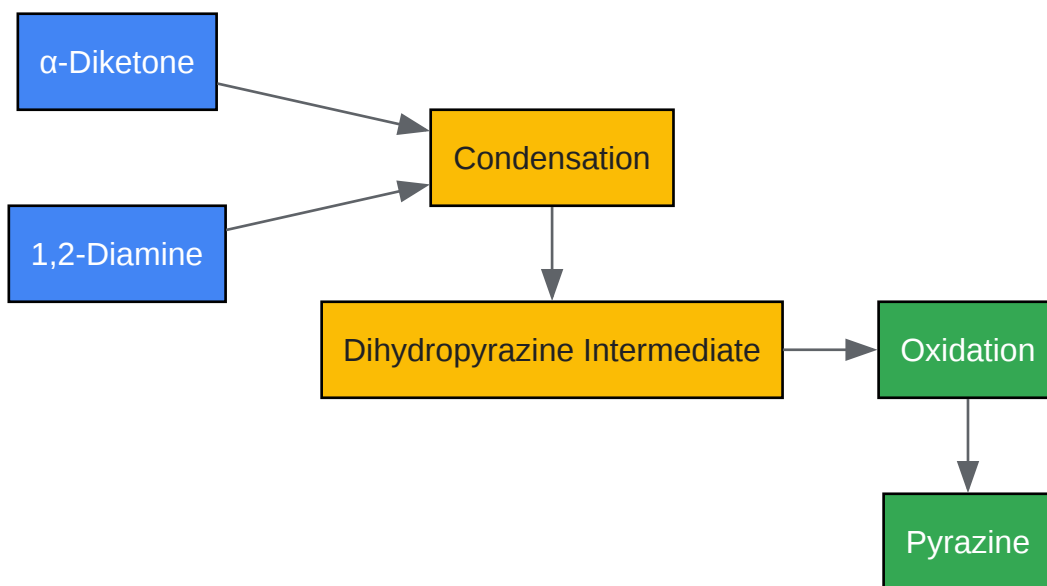 α-Diketone
Condensation
1,2-Diamine
Dihydropyrazine Intermediate
Oxidation
Pyrazine